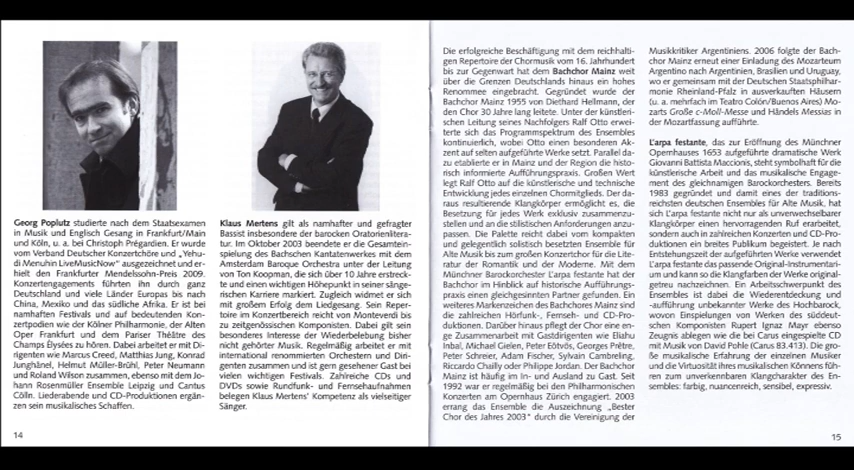 Georg Poplutz studierte nach dem Staatsexamen
in Musik und Englisch Gesang in Frankfurt/Main
und Köln, u. a. bei Christoph Prégardien. Er wurde
vom Verband Deutscher Konzertchöre und „Yehu-
di Menuhin LiveMusicNow“ ausgezeichnet und er-
hielt den Frankfurter Mendelssohn-Preis 2009.
Konzertengagements führten ihn durch ganz
Deutschland und viele Länder Europas bis nach
China, Mexiko und das südliche Afrika. Er ist bei
namhaften Festivals und auf bedeutenden Kon-
zertpodien wie der Kölner Philharmonie, der Alten
Oper Frankfurt und dem Pariser Théâtre des
Champs Élysées zu hören. Dabei arbeitet er mit Di-
rigenten wie Marcus Creed, Matthias Jung, Konrad
Junghänel, Helmut Müller-Brühl, Peter Neumann
und Roland Wilson zusammen, ebenso mit dem Jo-
hann Rosenmüller Ensemble Leipzig und Cantus
Cölln. Liederabende und CD-Produktionen ergän-
zen sein musikalisches Schaffen.
14
Klaus Mertens gilt als namhafter und gefragter
Bassist insbesondere der barocken Oratorienlitera-
tur. Im Oktober 2003 beendete er die Gesamtein-
spielung des Bachschen Kantatenwerkes mit dem
Amsterdam Baroque Orchestra unter der Leitung
von Ton Koopman, die sich über 10 Jahre erstreck-
te und einen wichtigen Höhepunkt in seiner sänge-
rischen Karriere markiert. Zugleich widmet er sich
mit großem Erfolg dem Liedgesang. Sein Reper-
toire im Konzertbereich reicht von Monteverdi bis
zu zeitgenössischen Komponisten. Dabei gilt sein
besonderes Interesse der Wiederbelebung bisher
nicht gehörter Musik. Regelmäßig arbeitet er mit
international renommierten Orchestern und Diri-
genten zusammen und ist gern gesehener Gast bei
vielen wichtigen Festivals. Zahlreiche CDs und
DVDs sowie Rundfunk- und Fernsehaufnahmen
belegen Klaus Mertens' Kompetenz als vielseitiger
Sänger.
Die erfolgreiche Beschäftigung mit dem reichhalti-
gen Repertoire der Chormusik vom 16. Jahrhundert
bis zur Gegenwart hat dem Bachchor Mainz weit
über die Grenzen Deutschlands hinaus ein hohes
Renommee eingebracht. Gegründet wurde der
Bachchor Mainz 1955 von Diethard Hellmann, der
den Chor 30 Jahre lang leitete. Unter der künstleri-
schen Leitung seines Nachfolgers Ralf Otto erwei-
terte sich das Programmspektrum des Ensembles
kontinuierlich, wobei Otto einen besonderen Ak-
zent auf selten aufgeführte Werke setzt. Parallel da-
zu etablierte er in Mainz und der Region die histo-
risch informierte Aufführungspraxis. Großen Wert
legt Ralf Otto auf die künstlerische und technische
Entwicklung jedes einzelnen Chormitglieds. Der da-
raus resultierende Klangkörper ermöglicht es, die
Besetzung für jedes Werk exklusiv zusammenzu-
stellen und an die stilistischen Anforderungen anzu-
passen. Die Palette reicht dabei vom kompakten
und gelegentlich solistisch besetzten Ensemble für
Alte Musik bis zum großen Konzertchor für die Lite-
ratur der Romantik und der Moderne. Mit dem
Münchner Barockorchester L'arpa festante hat der
Bachchor im Hinblick auf historische Aufführungs-
praxis einen gleichgesinnten Partner gefunden. Ein
weiteres Markenzeichen des Bachchores Mainz sind
die zahlreichen Hörfunk-, Fernseh- und CD-Pro-
duktionen. Darüber hinaus pflegt der Chor eine en-
ge Zusammenarbeit mit Gastdirigenten wie Eliahu
Inbal, Michael Gielen, Peter Eötvös, Georges Prêtre,
Peter Schreier, Adam Fischer, Sylvain Cambreling,
Riccardo Chailly oder Philippe Jordan. Der Bachchor
Mainz ist häufig im In- und Ausland zu Gast. Seit
1992 war er regelmäßig bei den Philharmonischen
Konzerten am Opernhaus Zürich engagiert. 2003
errang das Ensemble die Auszeichnung „Bester
Chor des Jahres 2003“ durch die Vereinigung der
Musikkritiker Argentiniens. 2006 folgte der Bach-
chor Mainz erneut einer Einladung des Mozarteum
Argentino nach Argentinien, Brasilien und Uruguay,
wo er gemeinsam mit der Deutschen Staatsphilhar-
monie Rheinland-Pfalz in ausverkauften Häusern
(u. a. mehrfach im Teatro Colón/Buenos Aires) Mo-
zarts Große c-Moll-Messe und Händels Messias in
der Mozartfassung aufführte.
L'arpa festante, das zur Eröffnung des Münchner
Opernhauses 1653 aufgeführte dramatische Werk
Giovanni Battista Maccionis, steht symbolhaft für die
künstlerische Arbeit und das musikalische Engage-
ment des gleichnamigen Barockorchesters. Bereits
1983 gegründet und damit eines der traditions-
reichsten deutschen Ensembles für Alte Musik, hat
sich L'arpa festante nicht nur als unverwechselbarer
Klangkörper einen hervorragenden Ruf erarbeitet,
sondern auch in zahlreichen Konzerten und CD-Pro-
duktionen ein breites Publikum begeistert. Je nach
Entstehungszeit der aufgeführten Werke verwendet
L'arpa festante das passende Original-Instrumentari-
um und kann so die Klangfarben der Werke original-
getreu nachzeichnen. Ein Arbeitsschwerpunkt des
Ensembles ist dabei die Wiederentdeckung und
-aufführung unbekannter Werke des Hochbarock,
wovon Einspielungen von Werken des süddeut-
schen Komponisten Rupert Ignaz Mayr ebenso
Zeugnis ablegen wie die bei Carus eingespielte CD
mit Musik von David Pohle (Carus 83.413). Die gro-
ße musikalische Erfahrung der einzelnen Musiker
und die Virtuosität ihres musikalischen Könnens füh-
ren zum unverkennbaren Klangcharakter des En-
sembles: farbig, nuancenreich, sensibel, expressiv.
15